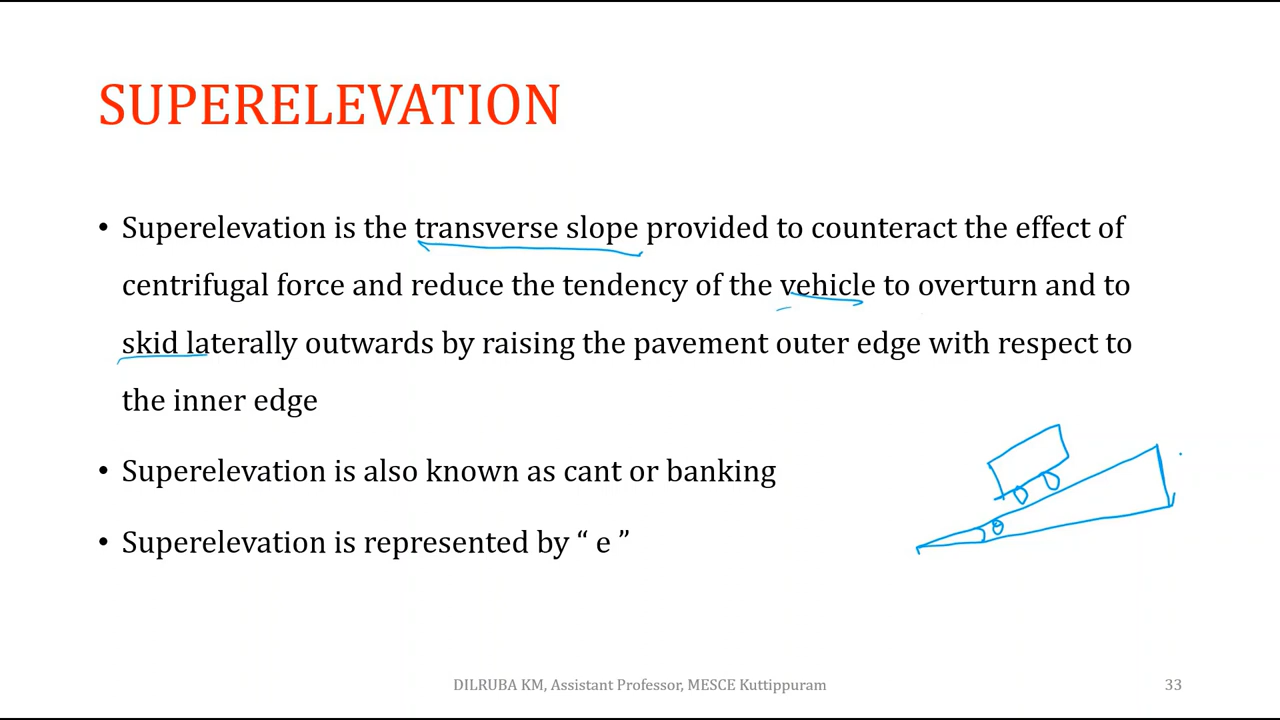 SUPERELEVATION
• Superelevation is the transverse slope provided to counteract the effect of
centrifugal force and reduce the tendency of the vehicle to overturn and to
skid laterally outwards by raising the pavement outer edge with respect to
the inner edge
• Superelevation is also known as cant or banking
• Superelevation is represented by “ e ”
θ
DILRUBA KM, Assistant Professor, MESCE Kuttippuram
33